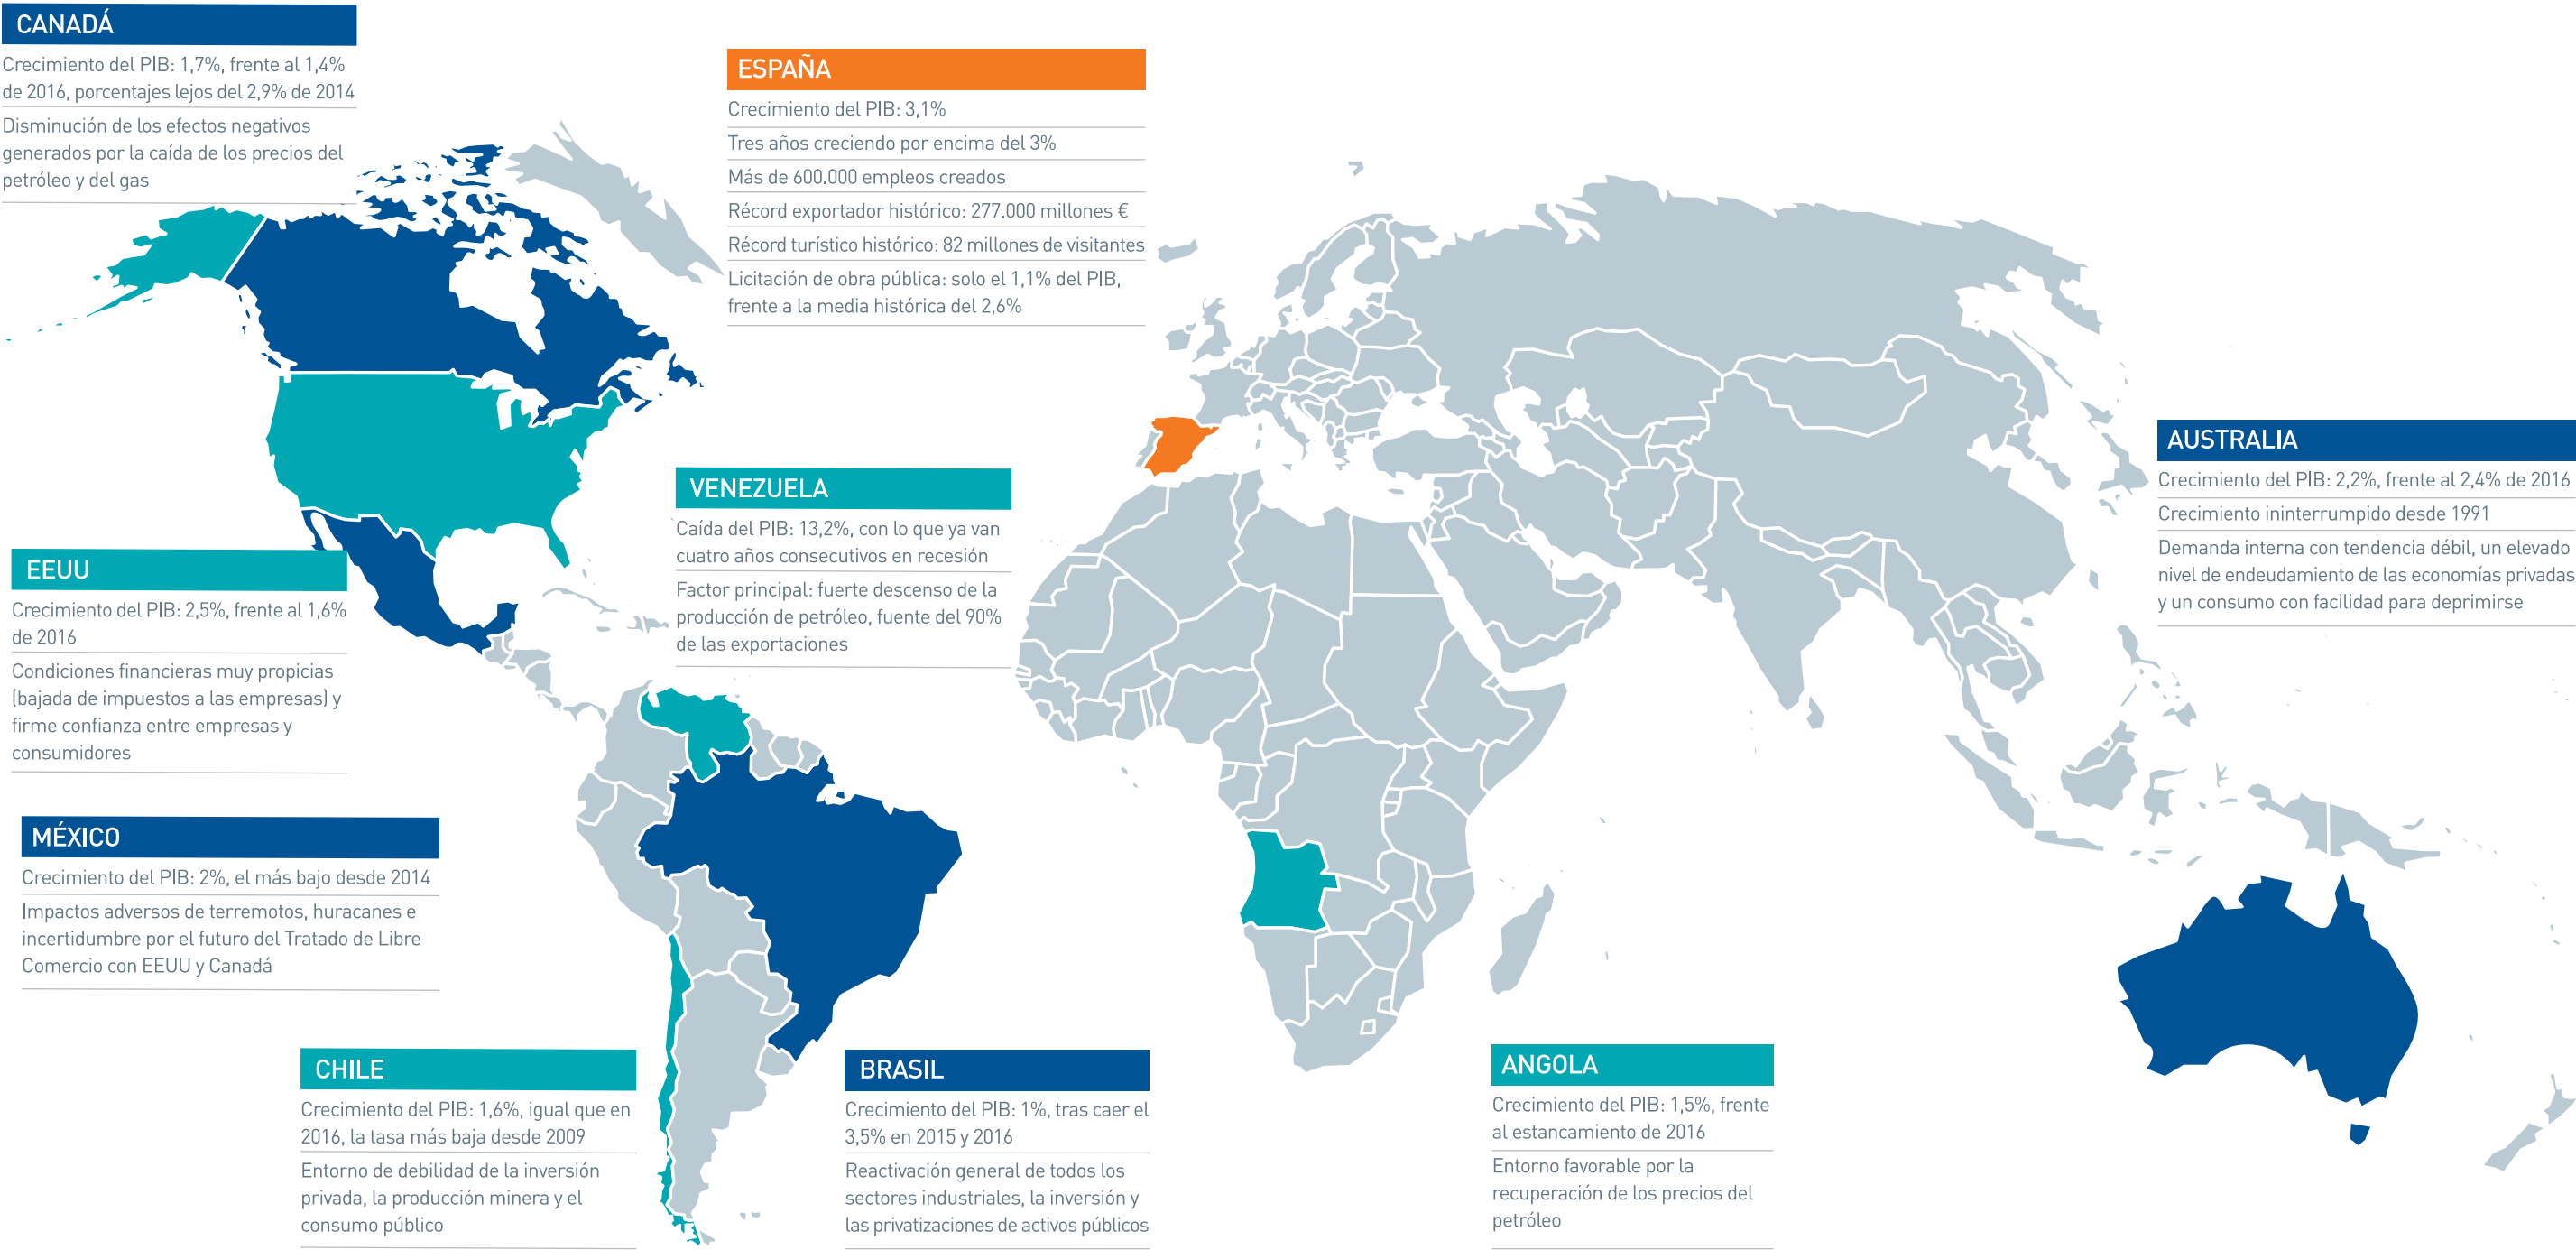 CANADÁ
Crecimiento del PIB: 1,7%, frente al 1,4%
de 2016, porcentajes lejos del 2,9% de 2014
Disminución de los efectos negativos
generados por la caída de los precios del
petróleo y del gas
ESPAÑA
Crecimiento del PIB: 3,1%
Tres años creciendo por encima del 3%
Más de 600.000 empleos creados
Récord exportador histórico: 277.000 millones €
Récord turístico histórico: 82 millones de visitantes
Licitación de obra pública: solo el 1,1% del PIB,
frente a la media histórica del 2,6%
AUSTRALIA
Crecimiento del PIB: 2,2%, frente al 2,4% de 2016
Crecimiento ininterrumpido desde 1991
Demanda interna con tendencia débil, un elevado
nivel de endeudamiento de las economías privadas
y un consumo con facilidad para deprimirse
VENEZUELA
Caída del PIB: 13,2%, con lo que ya van
cuatro años consecutivos en recesión
Factor principal: fuerte descenso de la
producción de petróleo, fuente del 90%
de las exportaciones
EEUU
Crecimiento del PIB: 2,5%, frente al 1,6%
de 2016
Condiciones financieras muy propicias
(bajada de impuestos a las empresas) y
firme confianza entre empresas y
consumidores
MÉXICO
Crecimiento del PIB: 2%, el más bajo desde 2014
Impactos adversos de terremotos, huracanes e
incertidumbre por el futuro del Tratado de Libre
Comercio con EEUU y Canadá
CHILE
Crecimiento del PIB: 1,6%, igual que en
2016, la tasa más baja desde 2009
Entorno de debilidad de la inversión
privada, la producción minera y el
consumo público
BRASIL
Crecimiento del PIB: 1%, tras caer el
3,5% en 2015 y 2016
Reactivación general de todos los
sectores industriales, la inversión y
las privatizaciones de activos públicos
ANGOLA
Crecimiento del PIB: 1,5%, frente
al estancamiento de 2016
Entorno favorable por la
recuperación de los precios del
petróleo